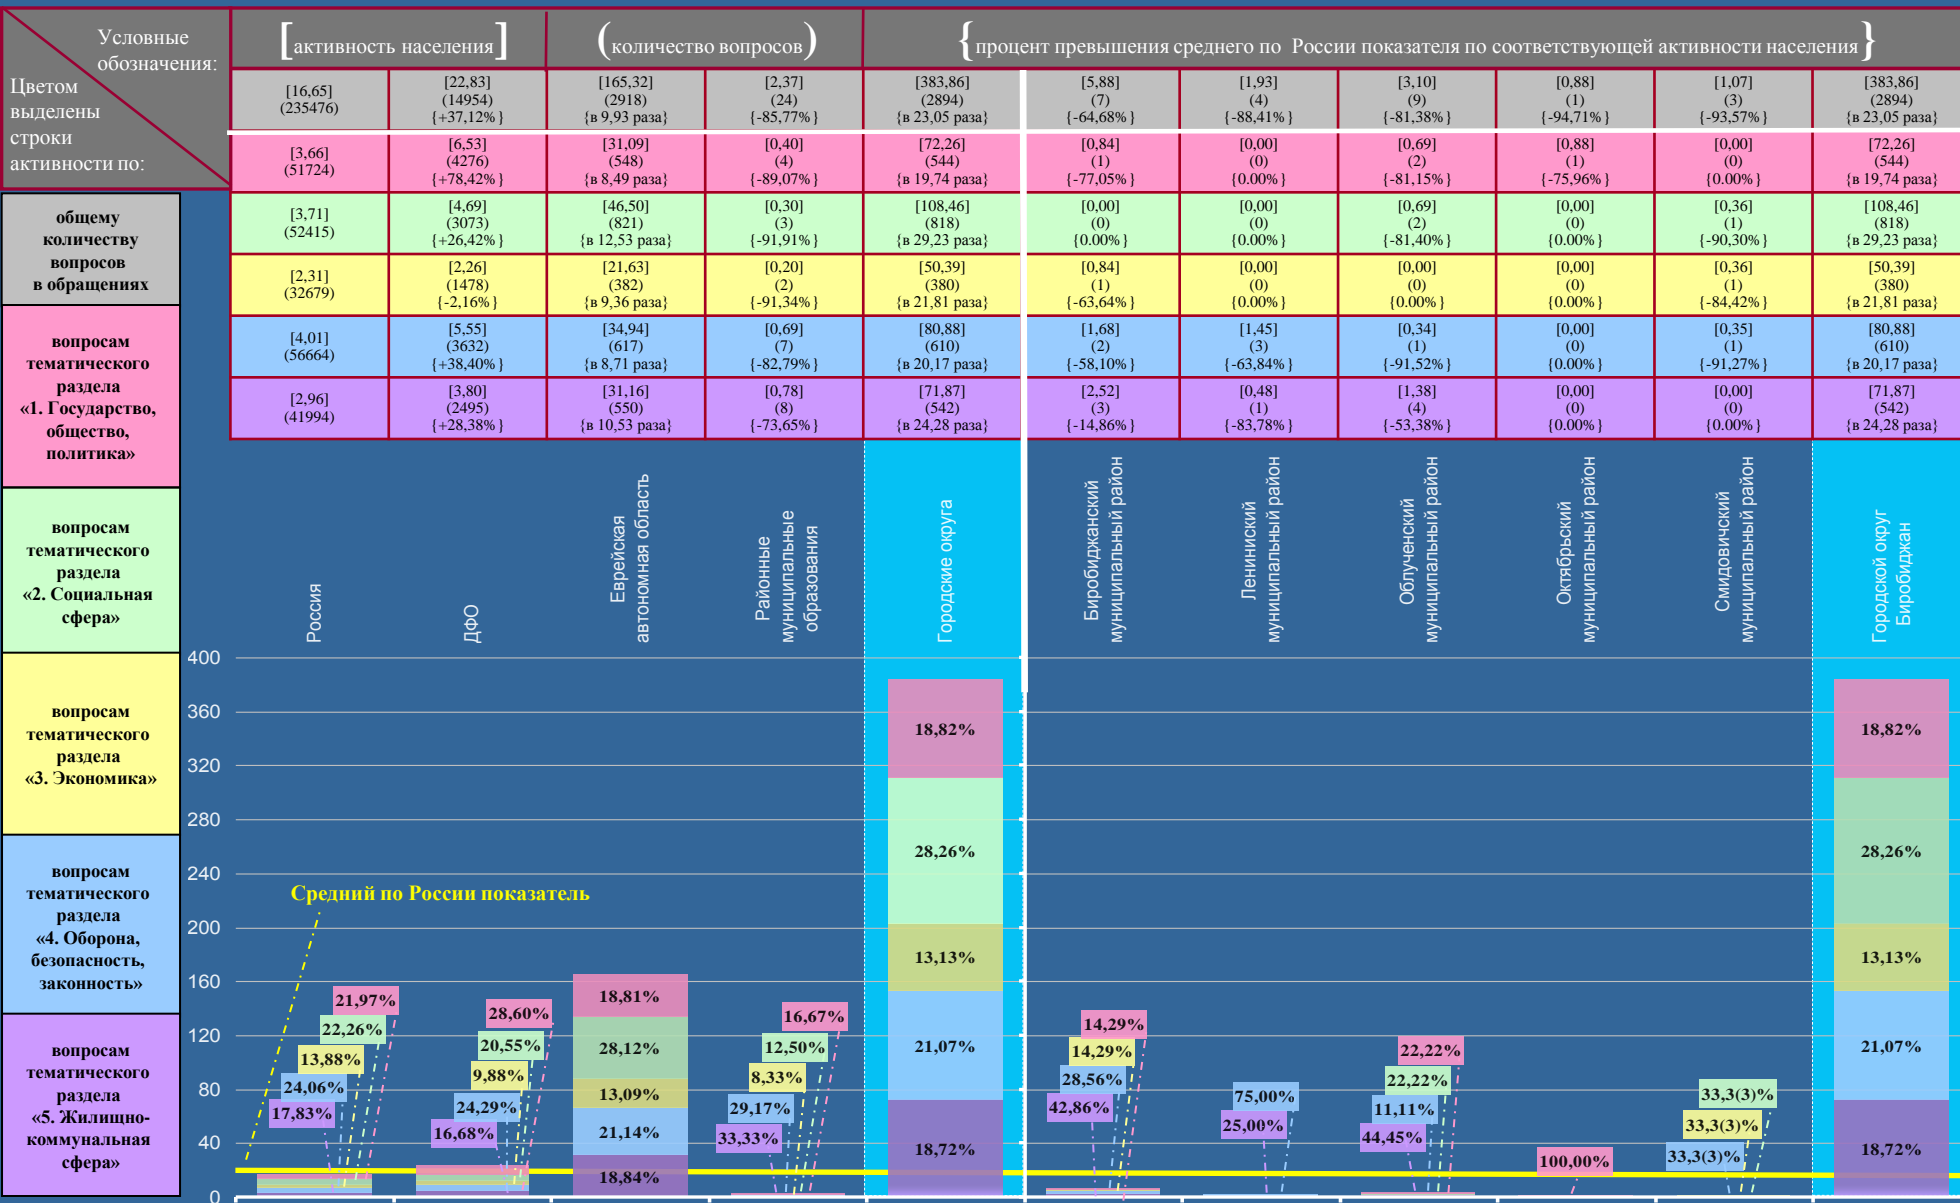 Условные
обозначения:
Цветом
выделены
строки
активности по:
[активность населения]
(количество вопросов)
{процент превышения среднего по России показателя по соответствующей активности населения}
[16,65]
(235476)
[22,83]
(14954)
{+37,12%}
[165,32]
(2918)
{в 9,93 раза}
[2,37]
(24)
{-85,77%}
[383,86]
(2894)
{в 23,05 раза}
[5,88]
(7)
{-64,68%}
[1,93]
(4)
{-88,41%}
[3,10]
(9)
{-81,38%}
[0,88]
(1)
{-94,71%}
[1,07]
(3)
{-93,57%}
[383,86]
(2894)
{в 23,05 раза}
[3,66]
(51724)
[6,53]
(4276)
{+78,42%}
[31,09]
(548)
{в 8,49 раза}
[0,40]
(4)
{-89,07%}
[72,26]
(544)
{в 19,74 раза}
[0,84]
(1)
{-77,05%}
[0,00]
(0)
{0.00%}
[0,69]
(2)
{-81,15%}
[0,88]
(1)
{-75,96%}
[0,00]
(0)
{0.00%}
[72,26]
(544)
{в 19,74 раза}
[3,71]
(52415)
[4,69]
(3073)
{+26,42%}
[46,50]
(821)
{в 12,53 раза}
[0,30]
(3)
{-91,91%}
[108,46]
(818)
{в 29,23 раза}
[0,00]
(0)
{0.00%}
[0,00]
(0)
{0.00%}
[0,69]
(2)
{-81,40%}
[0,00]
(0)
{0.00%}
[0,36]
(1)
{-90,30%}
[108,46]
(818)
{в 29,23 раза}
[2,31]
(32679)
[2,26]
(1478)
{-2,16%}
[21,63]
(382)
{в 9,36 раза}
[0,20]
(2)
{-91,34%}
[50,39]
(380)
{в 21,81 раза}
[0,84]
(1)
{-63,64%}
[0,00]
(0)
{0.00%}
[0,00]
(0)
{0.00%}
[0,00]
(0)
{0.00%}
[0,36]
(1)
{-84,42%}
[50,39]
(380)
{в 21,81 раза}
[4,01]
(56664)
[5,55]
(3632)
{+38,40%}
[34,94]
(617)
{в 8,71 раза}
[0,69]
(7)
{-82,79%}
[80,88]
(610)
{в 20,17 раза}
[1,68]
(2)
{-58,10%}
[1,45]
(3)
{-63,84%}
[0,34]
(1)
{-91,52%}
[0,00]
(0)
{0.00%}
[0,35]
(1)
{-91,27%}
[80,88]
(610)
{в 20,17 раза}
[2,96]
(41994)
[3,80]
(2495)
{+28,38%}
[31,16]
(550)
{в 10,53 раза}
[0,78]
(8)
{-73,65%}
[71,87]
(542)
{в 24,28 раза}
[2,52]
(3)
{-14,86%}
[0,48]
(1)
{-83,78%}
[1,38]
(4)
{-53,38%}
[0,00]
(0)
{0.00%}
[0,00]
(0)
{0.00%}
[71,87]
(542)
{в 24,28 раза}
общему
количеству
вопросов
в обращениях
вопросам
тематического
раздела
«1. Государство,
общество,
политика»
вопросам
тематического
раздела
«2. Социальная
сфера»
вопросам
тематического
раздела
«3. Экономика»
вопросам
тематического
раздела
«4. Оборона,
безопасность,
законность»
вопросам
тематического
раздела
«5. Жилищно-
коммунальная
сфера»
Россия
ДФО
Еврейская
автономная область
Районные
муниципальные
образования
Городские округа
Биробиджанский
муниципальный район
Лениниский
муниципальный район
Облученский
муниципальный район
Октябрьский
муниципальный район
Смидовичский
муниципальный район
Городской округ
Биробиджан
400
360
320
280
240
200
160
120
80
40
0
Средний по России показатель
21,97%
22,26%
13,88%
24,06%
17,83%
28,60%
20,55%
9,88%
24,29%
16,68%
18,81%
28,12%
13,09%
21,14%
18,84%
16,67%
12,50%
8,33%
29,17%
33,33%
18,82%
28,26%
13,13%
21,07%
18,72%
14,29%
14,29%
28,56%
42,86%
75,00%
25,00%
22,22%
22,22%
11,11%
44,45%
100,00%
33,3(3)%
33,3(3)%
33,3(3)%
18,82%
28,26%
13,13%
21,07%
18,72%